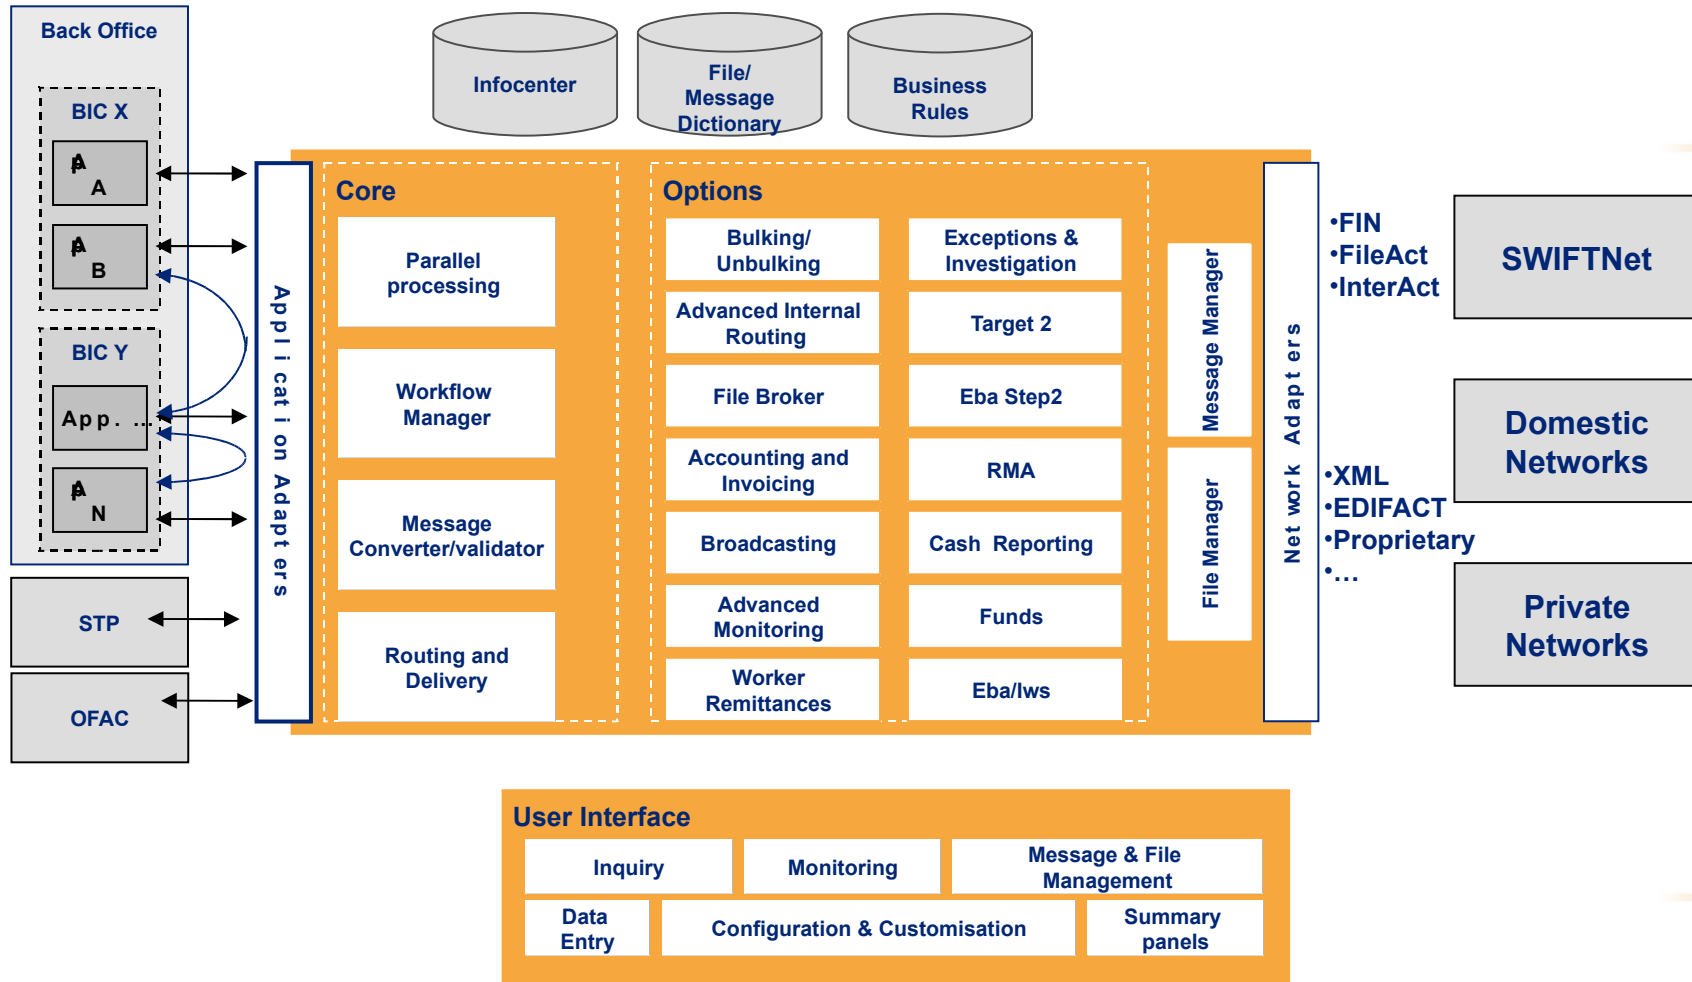 Back Office
BIC X
App
A
App
B
BIC Y
App. ...
App
N
STP
OFAC
Infocenter
File/
Message
Dictionary
Business
Rules
Application Adapters
Core
Parallel
processing
Workflow
Manager
Message
Converter/validator
Routing and
Delivery
Options
Bulking/
Unbulking
Exceptions &
Investigation
Advanced Internal
Routing
Target 2
File Broker
Eba Step2
Accounting and
Invoicing
RMA
Broadcasting
Cash Reporting
Advanced
Monitoring
Funds
Worker
Remittances
Eba/Iws
Message Manager
File Manager
Network Adapters
•FIN
•FileAct
•InterAct
•XML
•EDIFACT
•Proprietary
•...
SWIFTNet
Domestic
Networks
Private
Networks
User Interface
Inquiry
Monitoring
Message & File
Management
Data
Entry
Configuration & Customisation
Summary
panels